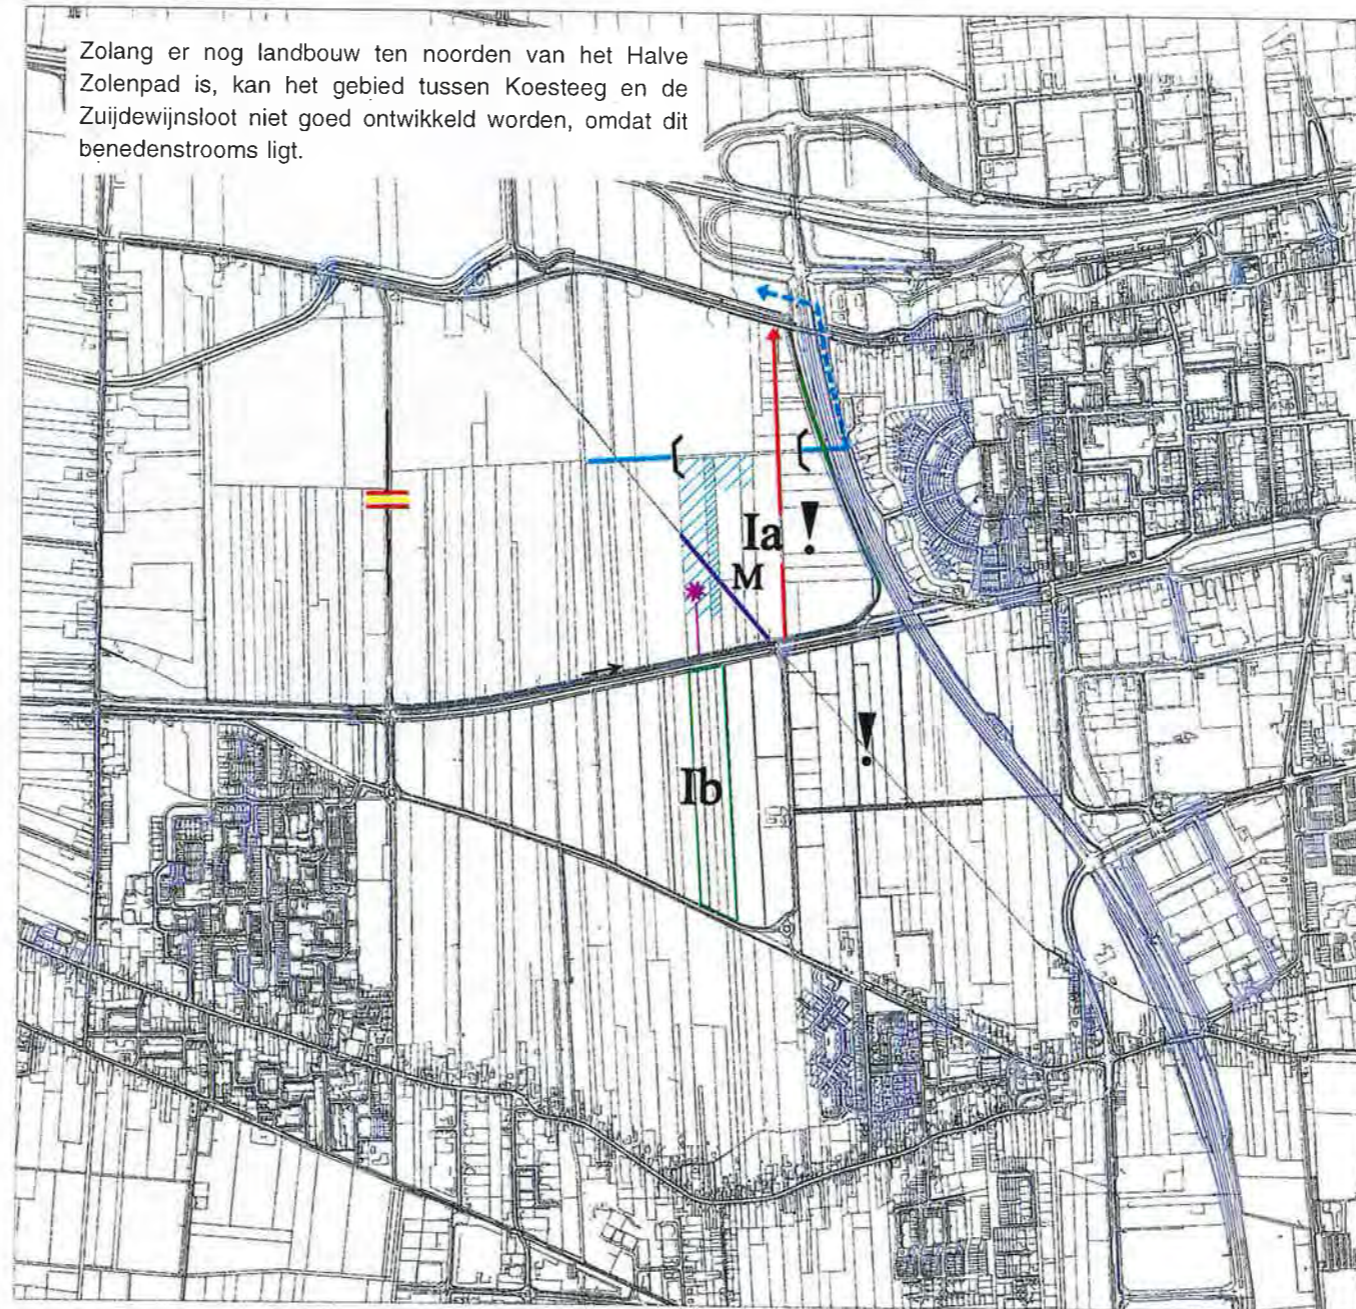 Zolang er nog landbouw ten noorden van het Halve
Zolenpad is, kan het gebied tussen Koesteeg en de
Zuijdewijnsloot niet goed ontwikkeld worden, omdat dit
benedenstrooms ligt.
Ia !
M
!
Ib